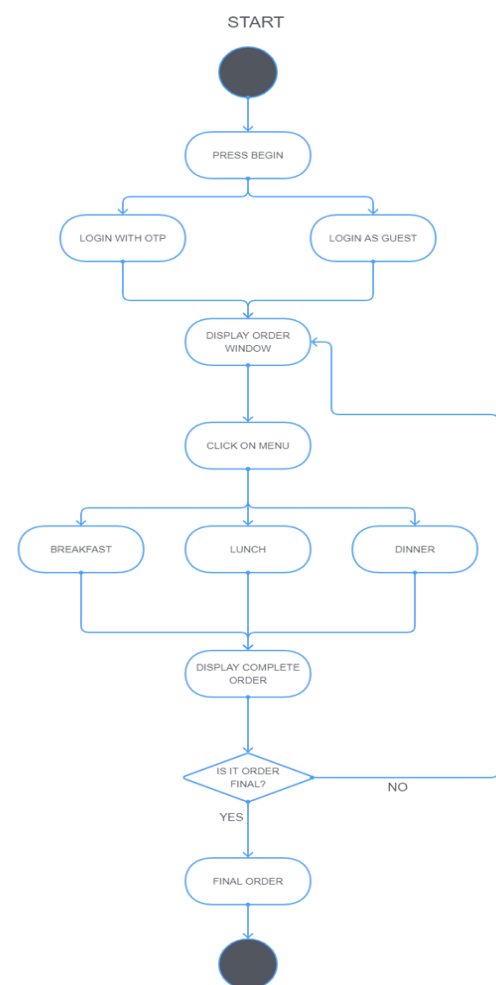 START
PRESS BEGIN
LOGIN WITH OTP
LOGIN AS GUEST
DISPLAY ORDER
WINDOW
CLICK ON MENU
BREAKFAST
LUNCH
DINNER
DISPLAY COMPLETE
ORDER
IS IT ORDER
FINAL?
NO
YES
FINAL ORDER